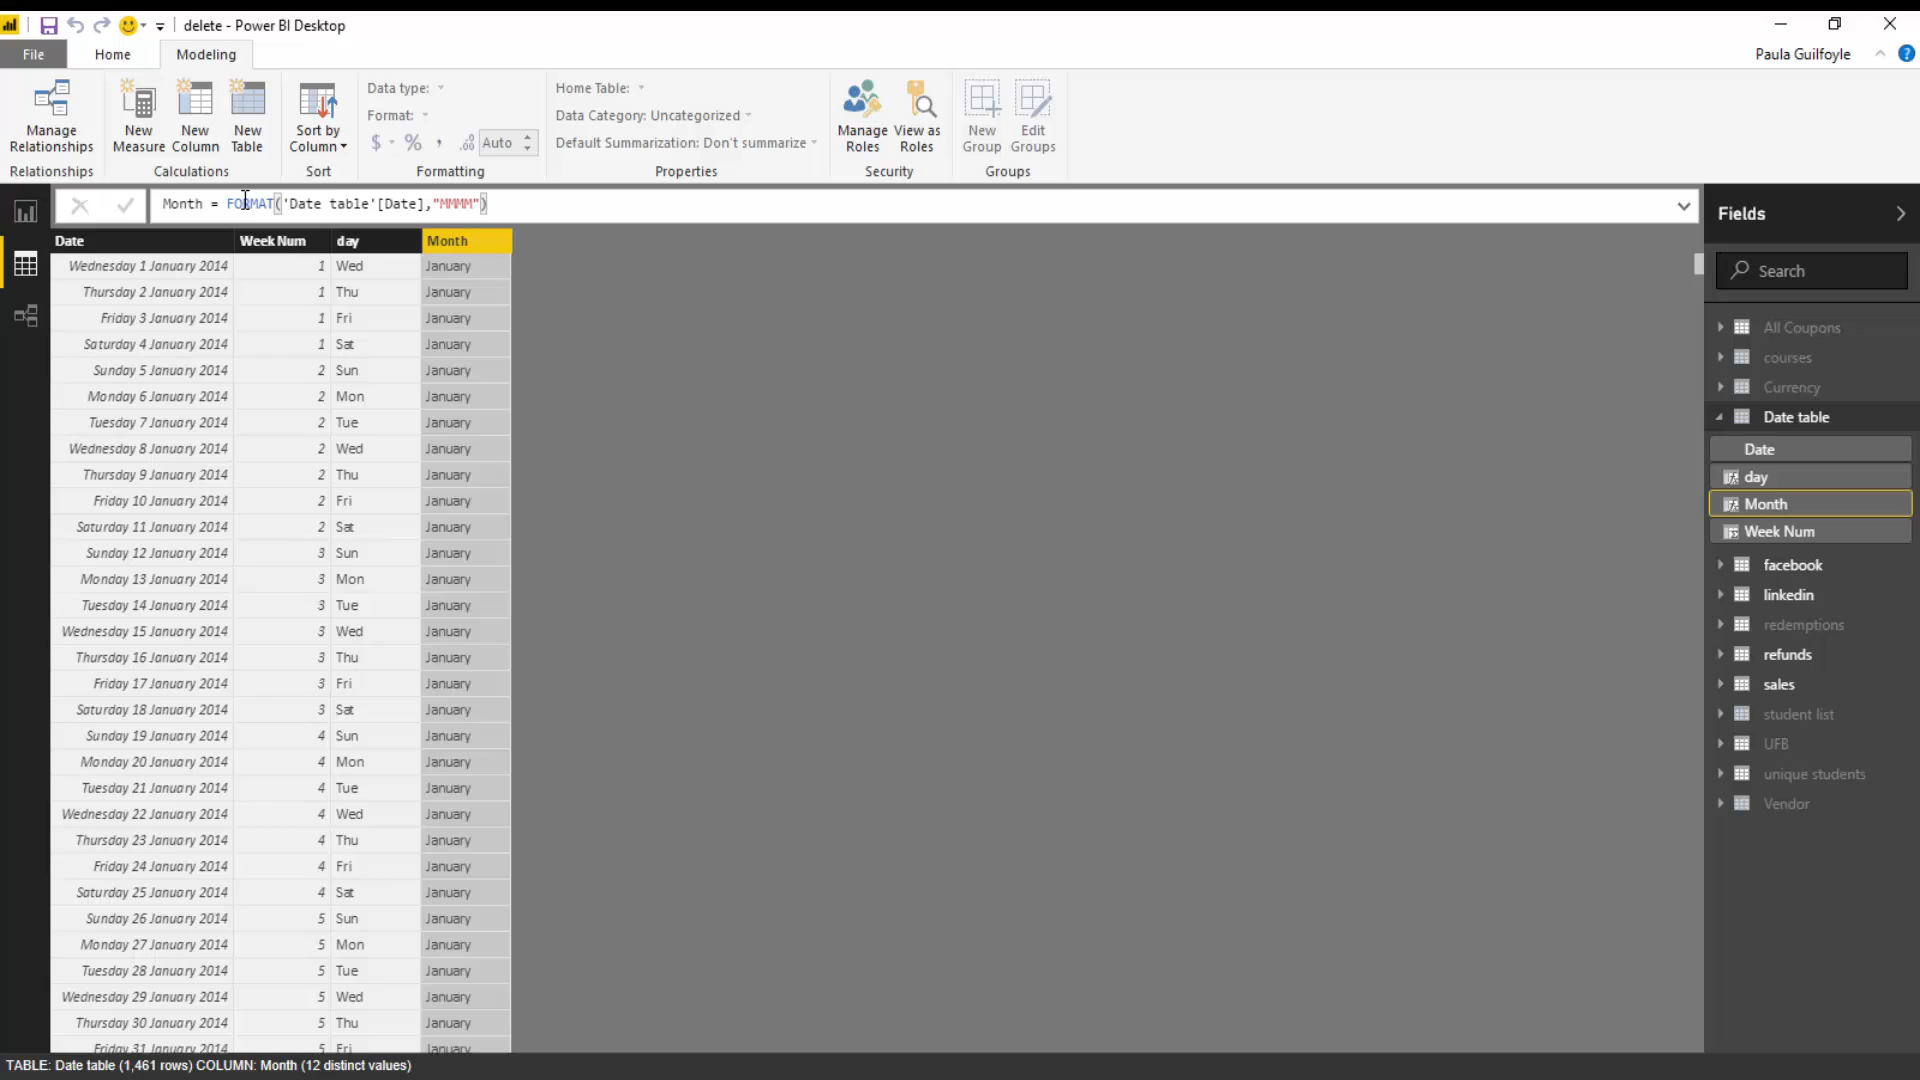 delete - Power BI Desktop
File Home Modeling Paula Guilfoyle
Manage Relationships
New Measure
New Column
New Table
Sort by Column
Data type:
Format:
$ % , .00 Auto
Home Table:
Data Category: Uncategorized
Default Summarization: Don't summarize
Manage Roles
View as Roles
New Group
Edit Groups
Relationships Calculations Sort Formatting Properties Security Groups
Month = FORMAT('Date table'[Date],"MMMM")
Date Week Num day Month
Wednesday 1 January 2014 1 Wed January
Thursday 2 January 2014 1 Thu January
Friday 3 January 2014 1 Fri January
Saturday 4 January 2014 1 Sat January
Sunday 5 January 2014 2 Sun January
Monday 6 January 2014 2 Mon January
Tuesday 7 January 2014 2 Tue January
Wednesday 8 January 2014 2 Wed January
Thursday 9 January 2014 2 Thu January
Friday 10 January 2014 2 Fri January
Saturday 11 January 2014 2 Sat January
Sunday 12 January 2014 3 Sun January
Monday 13 January 2014 3 Mon January
Tuesday 14 January 2014 3 Tue January
Wednesday 15 January 2014 3 Wed January
Thursday 16 January 2014 3 Thu January
Friday 17 January 2014 3 Fri January
Saturday 18 January 2014 3 Sat January
Sunday 19 January 2014 4 Sun January
Monday 20 January 2014 4 Mon January
Tuesday 21 January 2014 4 Tue January
Wednesday 22 January 2014 4 Wed January
Thursday 23 January 2014 4 Thu January
Friday 24 January 2014 4 Fri January
Saturday 25 January 2014 4 Sat January
Sunday 26 January 2014 5 Sun January
Monday 27 January 2014 5 Mon January
Tuesday 28 January 2014 5 Tue January
Wednesday 29 January 2014 5 Wed January
Thursday 30 January 2014 5 Thu January
Friday 31 January 2014 5 Fri January
Fields
Search
All Coupons
courses
Currency
Date table
Date
day
Month
Week Num
facebook
linkedin
redemptions
refunds
sales
student list
UFB
unique students
Vendor
TABLE: Date table (1,461 rows) COLUMN: Month (12 distinct values)